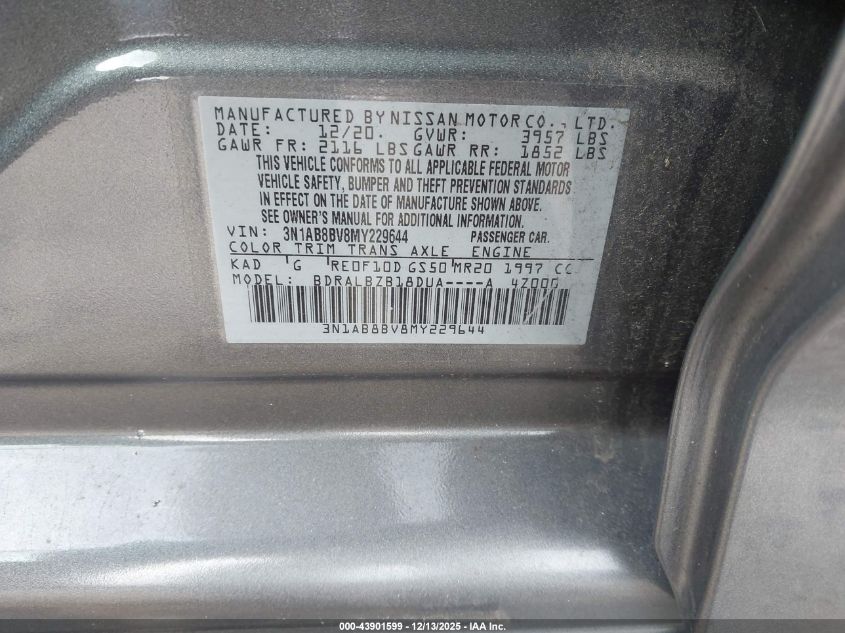 MANUFACTURED BY NISSAN MOTOR CO., LTD.
DATE: 12/20. GVWR: 3957 LBS
GAWR FR: 2116 LBS GAWR RR: 1852 LBS
THIS VEHICLE CONFORMS TO ALL APPLICABLE FEDERAL MOTOR
VEHICLE SAFETY, BUMPER AND THEFT PREVENTION STANDARDS
IN EFFECT ON THE DATE OF MANUFACTURE SHOWN ABOVE.
SEE OWNER'S MANUAL FOR ADDITIONAL INFORMATION.
VIN: 3N1AB8BV8MY229644 PASSENGER CAR.
COLOR TRIM TRANS AXLE ENGINE
KAD G RE0F10D GS50 MR20 1997 CC
MODEL: BDRALBZB18DUA----A 4Z000
3N1AB8BV8MY229644
000-43901599 - 12/13/2025 - IAA Inc.